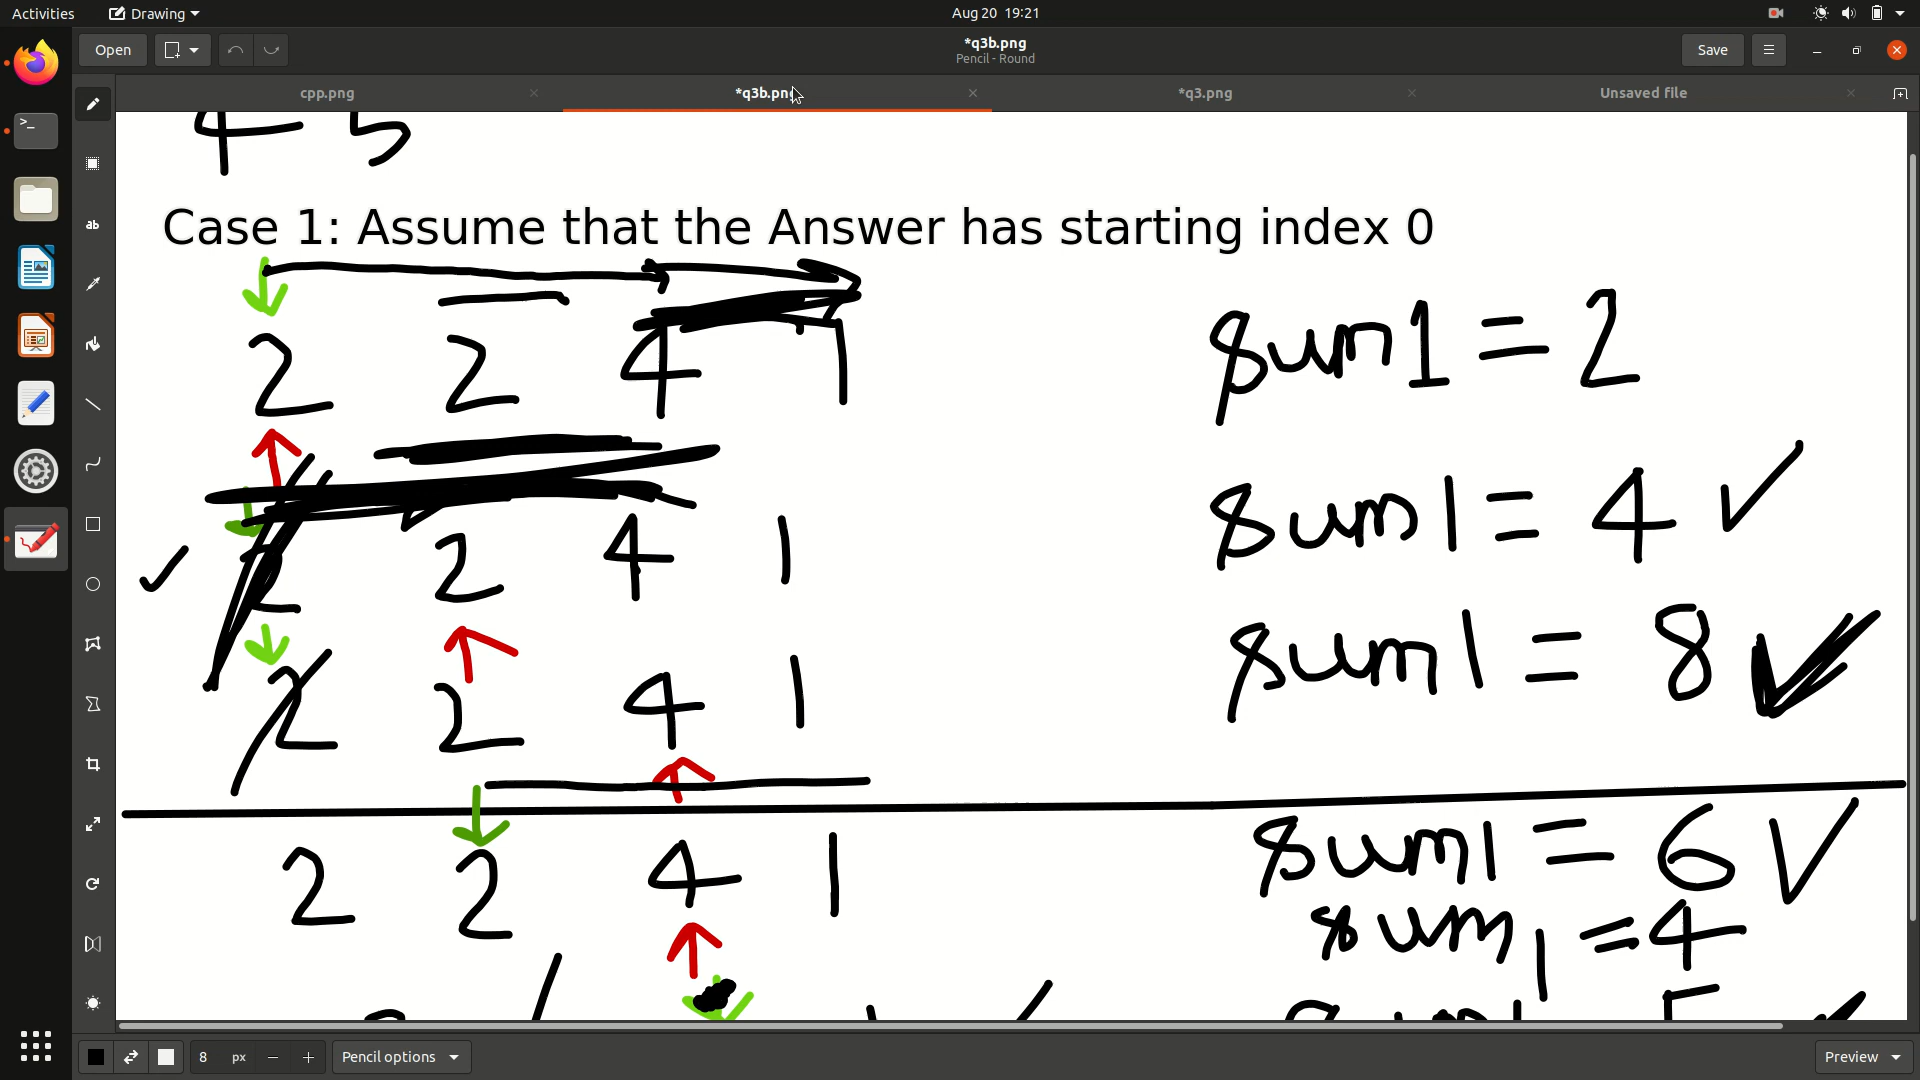 Activities Drawing Aug 20 19:21
Open *q3b.png Save
Pencil - Round
cpp.png *q3b.png *q3.png Unsaved file
4 5
Case 1: Assume that the Answer has starting index 0
2 2 4 1 sum1 = 2
2 2 4 1 sum1 = 4
2 2 4 1 sum1 = 8
2 2 4 1 sum1 = 6
sum1 = 4
8 px Pencil options Preview